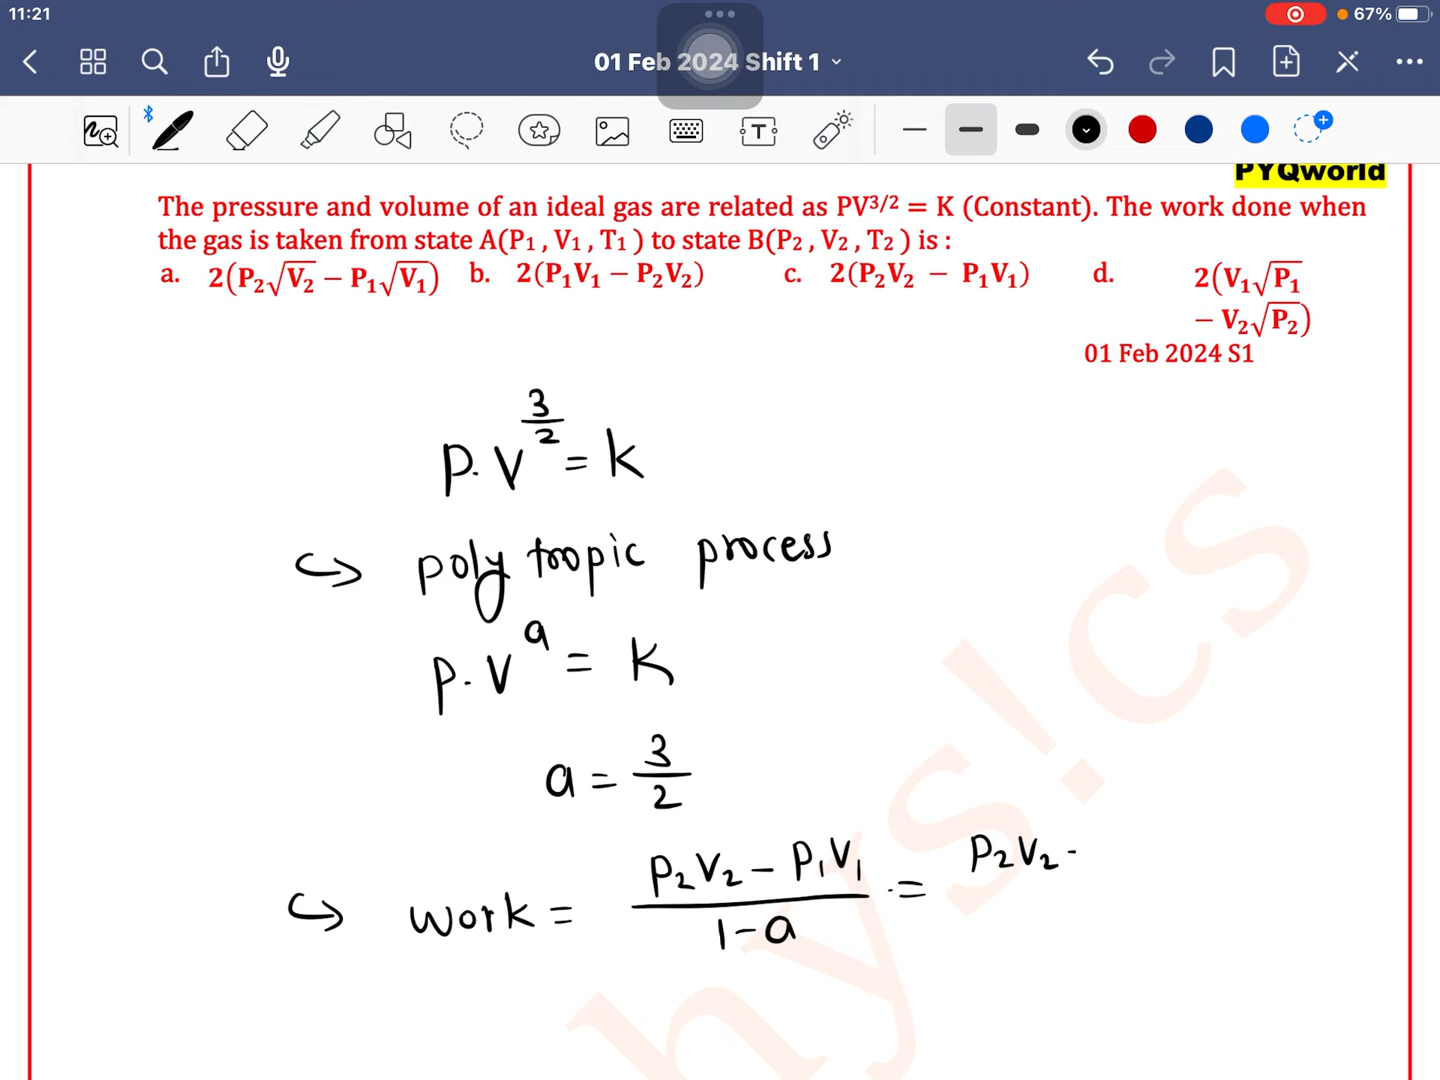 11:21
67%
01 Feb 2024 Shift 1
PYQworld
The pressure and volume of an ideal gas are related as PV³/² = K (Constant). The work done when
the gas is taken from state A(P₁, V₁, T₁) to state B(P₂, V₂, T₂) is :
a. 2(P₂√V₂ − P₁√V₁) b. 2(P₁V₁ − P₂V₂) c. 2(P₂V₂ − P₁V₁) d. 2(V₁√P₁
− V₂√P₂)
01 Feb 2024 S1
P.V^(3/2) = K
↪ polytropic process
P.V^a = K
a = 3/2
↪ work = (P₂V₂ − P₁V₁)/(1−a) = P₂V₂ -
hys!cs